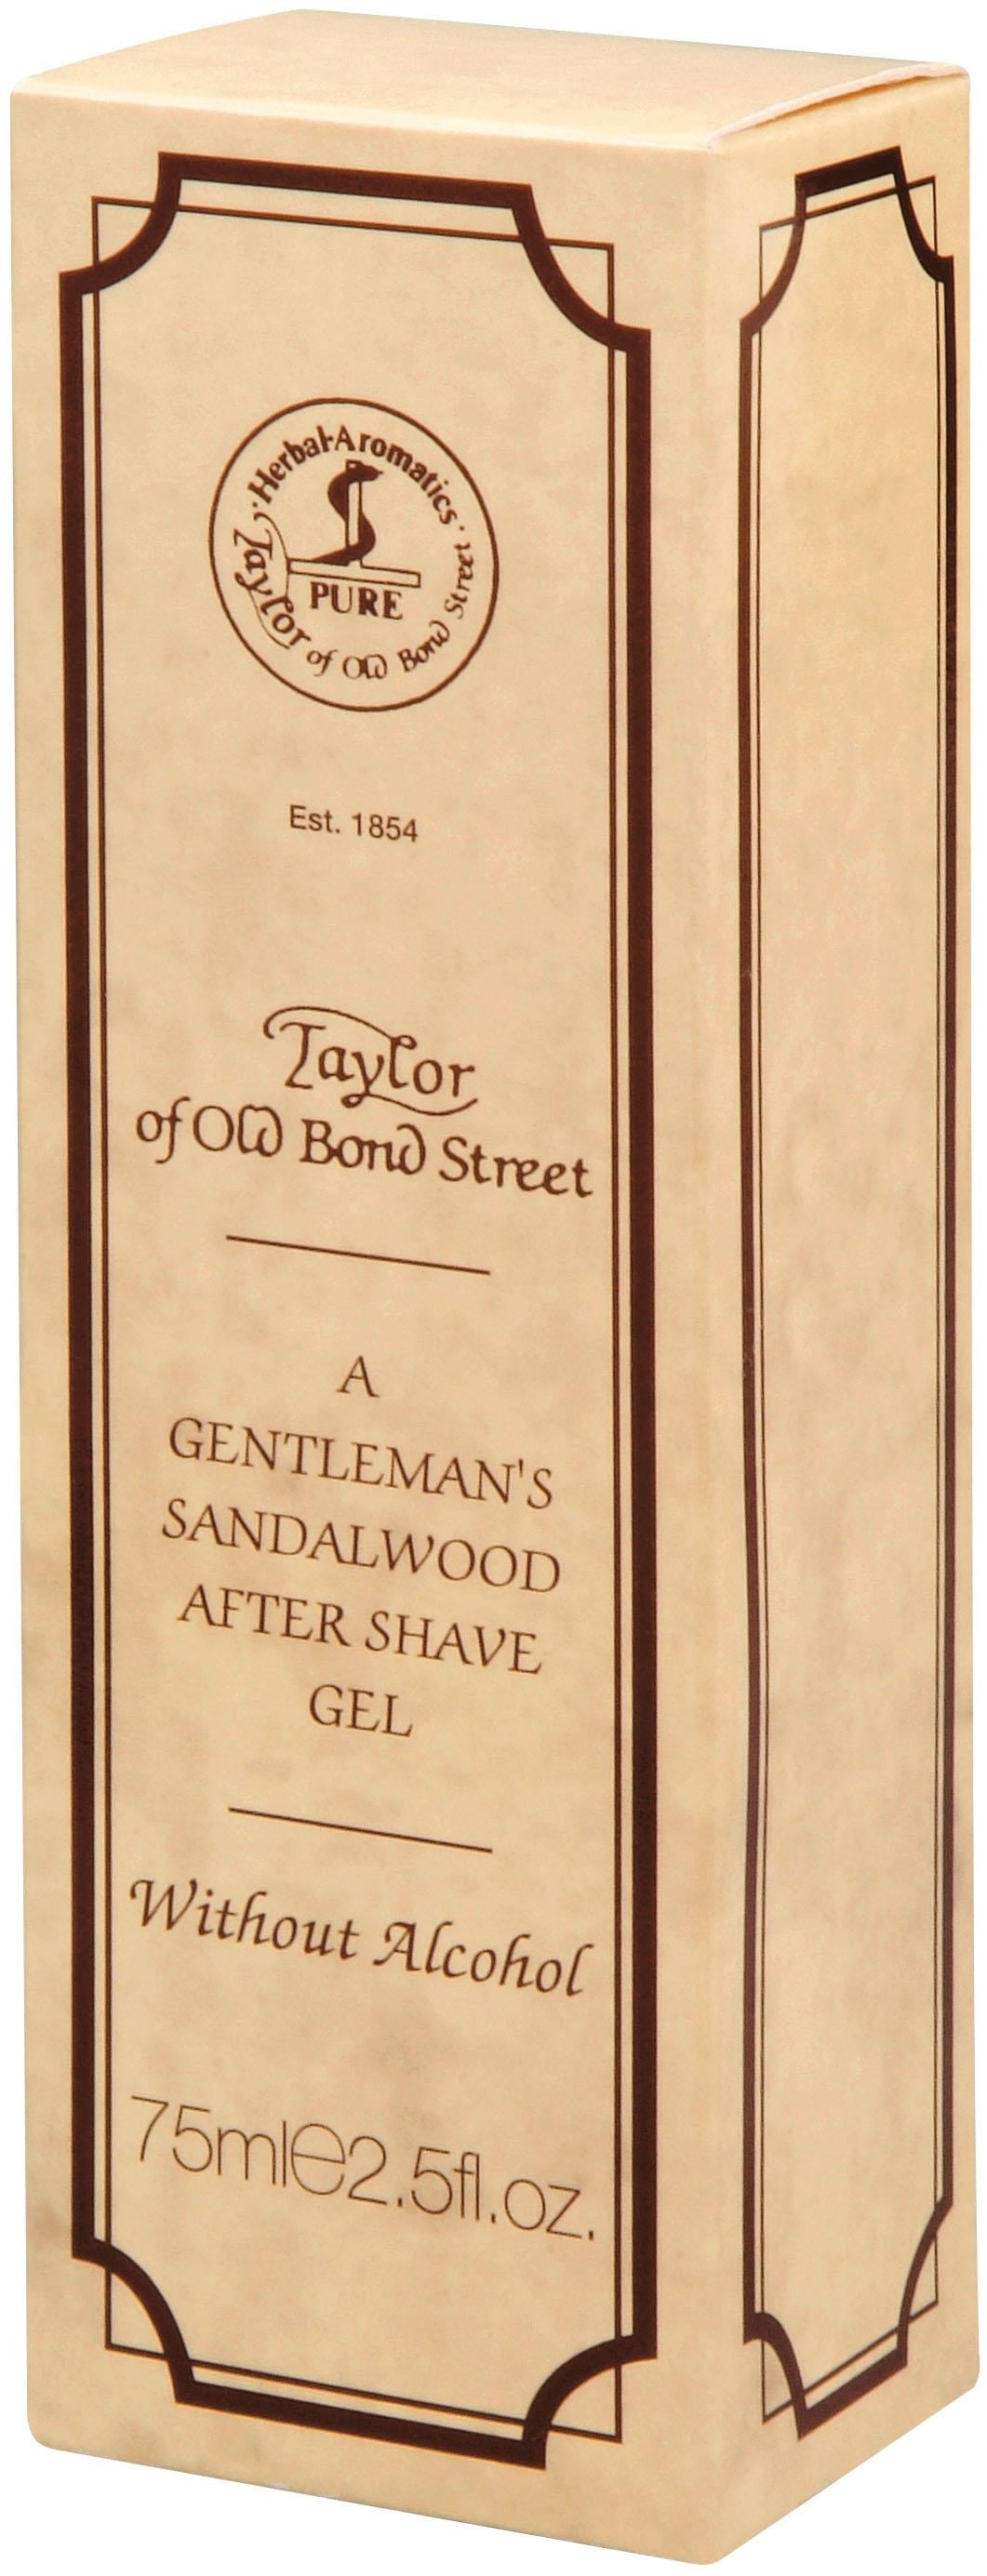 ·Herbal-Aromatics·
PURE
Taylor of Old Bond Street
Est. 1854
Taylor
of Old Bond Street
A
GENTLEMAN'S
SANDALWOOD
AFTER SHAVE
GEL
Without Alcohol
75ml℮2.5fl.oz.